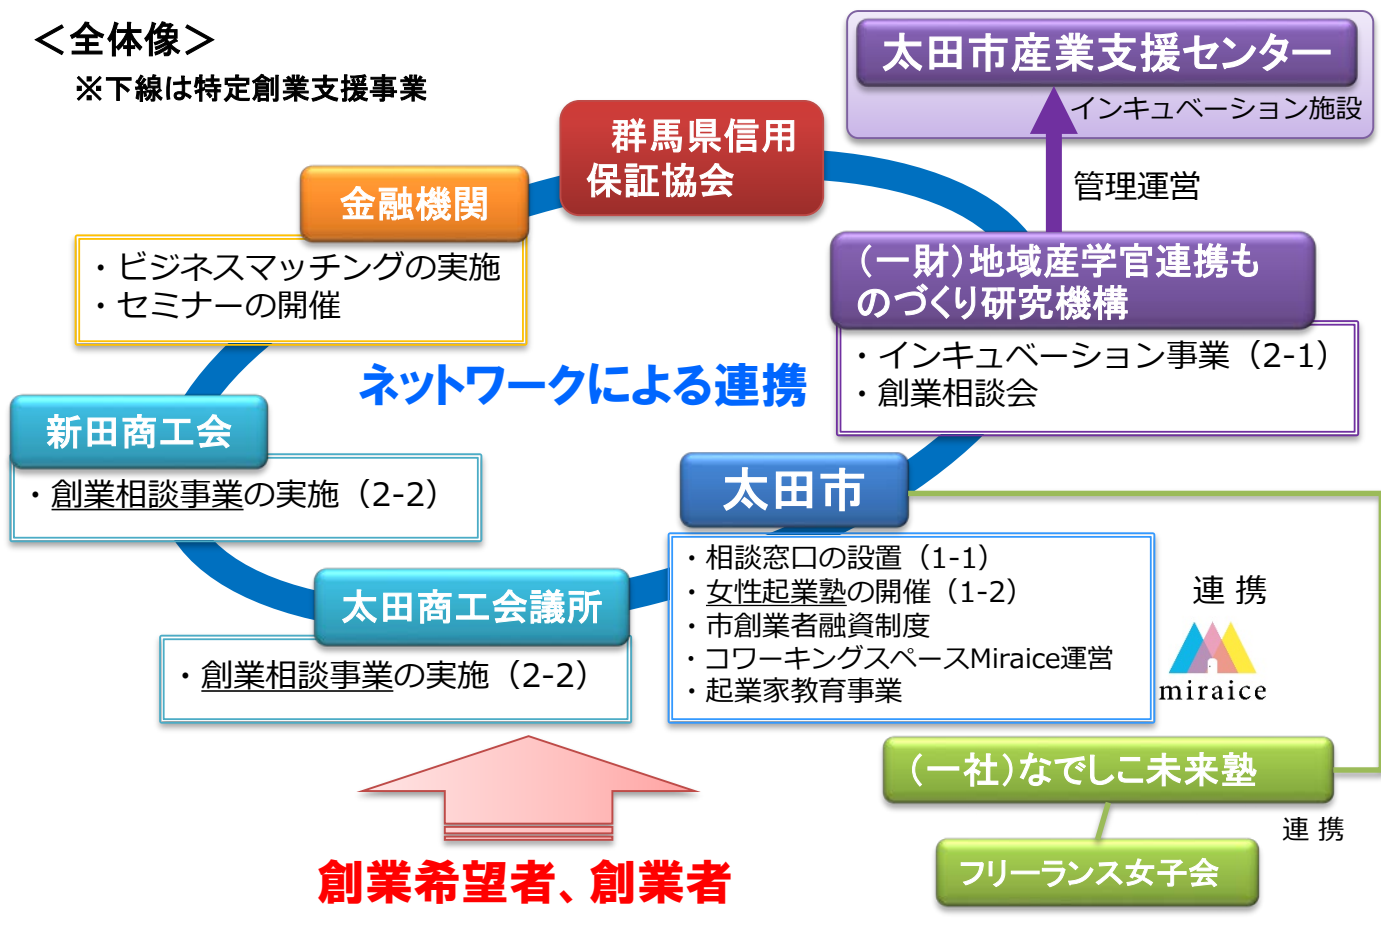 ＜全体像＞
※下線は特定創業支援事業
太田市産業支援センター
インキュベーション施設
管理運営
群馬県信用
保証協会
金融機関
・ビジネスマッチングの実施
・セミナーの開催
（一財）地域産学官連携も
のづくり研究機構
・インキュベーション事業（2-1）
・創業相談会
ネットワークによる連携
新田商工会
・創業相談事業の実施（2-2）
太田市
・相談窓口の設置（1-1）
・女性起業塾の開催（1-2）
・市創業者融資制度
・コワーキングスペースMiraice運営
・起業家教育事業
連 携
miraice
太田商工会議所
・創業相談事業の実施（2-2）
（一社）なでしこ未来塾
連 携
フリーランス女子会
創業希望者、創業者